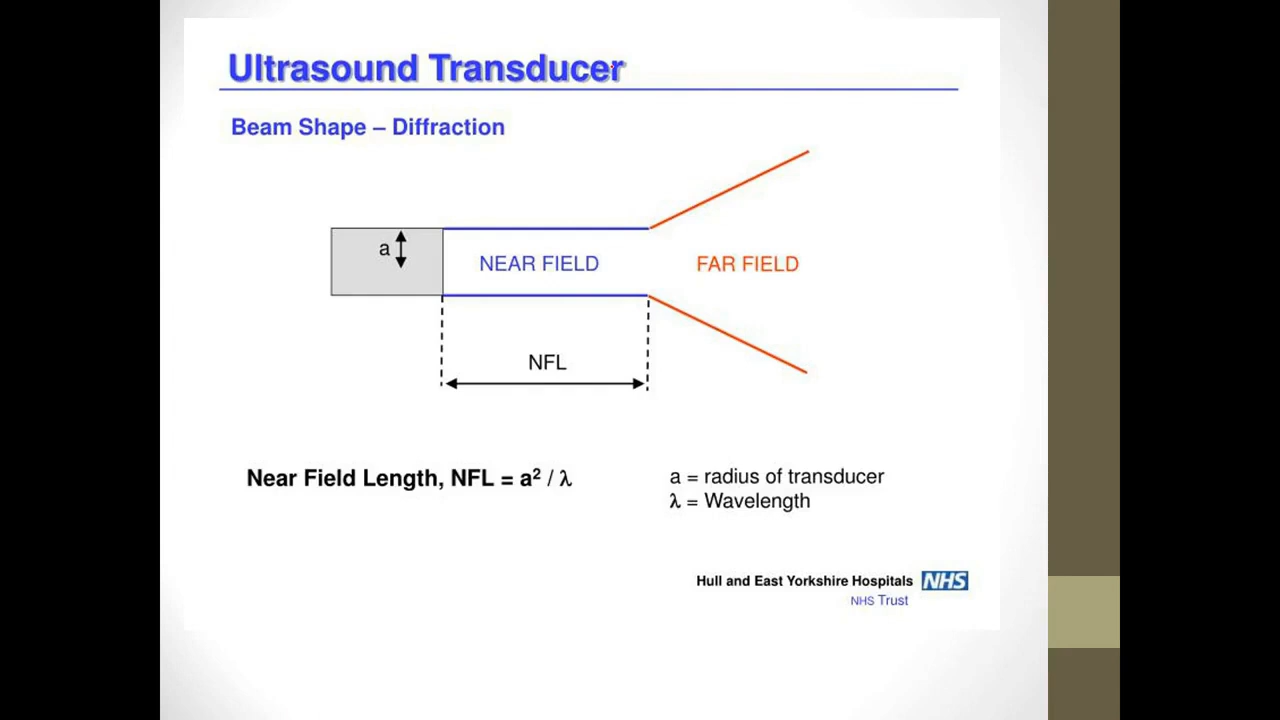 Ultrasound Transducer
Beam Shape – Diffraction
a
NEAR FIELD
FAR FIELD
NFL
Near Field Length, NFL = a² / λ
a = radius of transducer
λ = Wavelength
Hull and East Yorkshire Hospitals NHS
NHS Trust